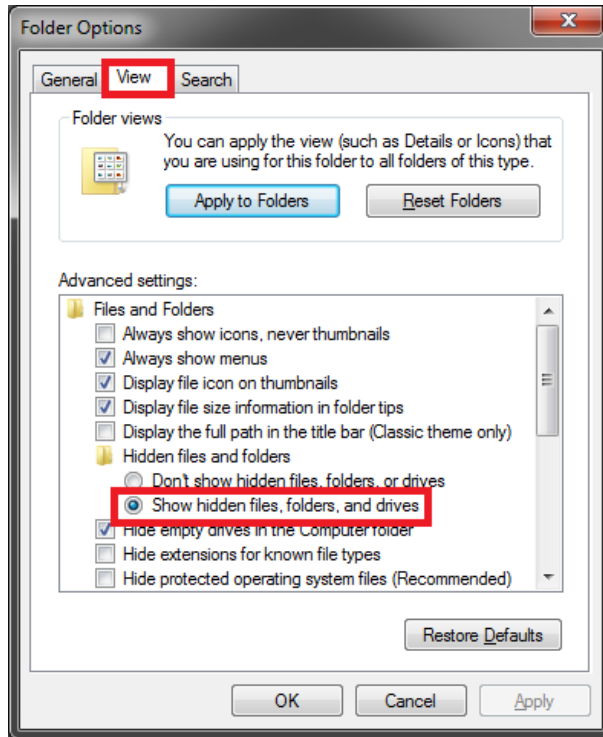 Folder Options
General View Search
Folder views
You can apply the view (such as Details or Icons) that
you are using for this folder to all folders of this type.
Apply to Folders Reset Folders
Advanced settings:
Files and Folders
Always show icons, never thumbnails
Always show menus
Display file icon on thumbnails
Display file size information in folder tips
Display the full path in the title bar (Classic theme only)
Hidden files and folders
Don't show hidden files, folders, or drives
Show hidden files, folders, and drives
Hide empty drives in the Computer folder
Hide extensions for known file types
Hide protected operating system files (Recommended)
Restore Defaults
OK Cancel Apply